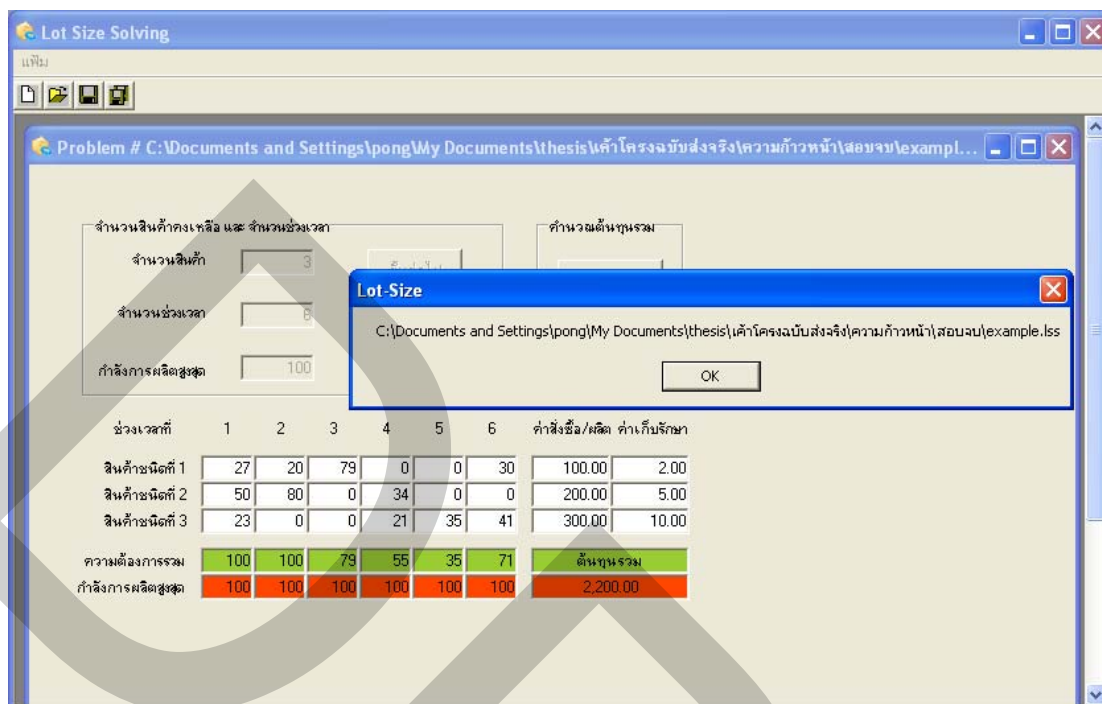 Lot Size Solving
แฟ้ม
Problem # C:\Documents and Settings\pong\My Documents\thesis\เค้าโครงฉบับส่งจริง\ความก้าวหน้า\สอบจบ\exampl...
จำนวนสินค้าคงเหลือ และ จำนวนช่วงเวลา
คำนวณต้นทุนรวม
จำนวนสินค้า 3
จำนวนช่วงเวลา 6
กำลังการผลิตสูงสุด 100
Lot-Size
C:\Documents and Settings\pong\My Documents\thesis\เค้าโครงฉบับส่งจริง\ความก้าวหน้า\สอบจบ\example.lss
OK
ช่วงเวลาที่ 1 2 3 4 5 6 ค่าสั่งซื้อ/ผลิต ค่าเก็บรักษา
สินค้าชนิดที่ 1 27 20 79 0 0 30 100.00 2.00
สินค้าชนิดที่ 2 50 80 0 34 0 0 200.00 5.00
สินค้าชนิดที่ 3 23 0 0 21 35 41 300.00 10.00
ความต้องการรวม 100 100 79 55 35 71 ต้นทุนรวม
กำลังการผลิตสูงสุด 100 100 100 100 100 100 2,200.00